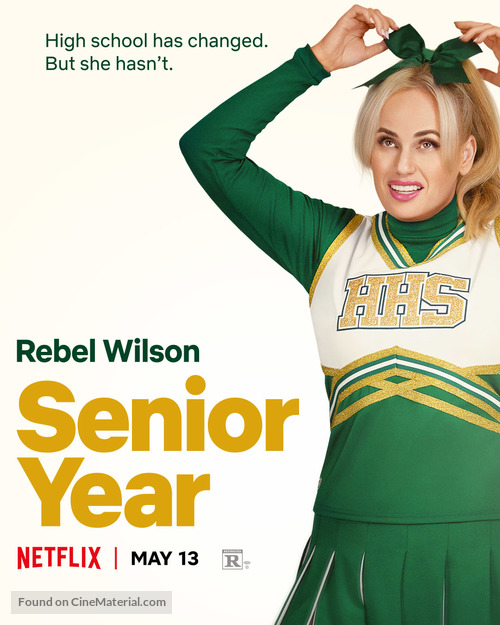 High school has changed.
But she hasn't.
HHS
Rebel Wilson
Senior
Year
NETFLIX | MAY 13 R
Found on CineMaterial.com